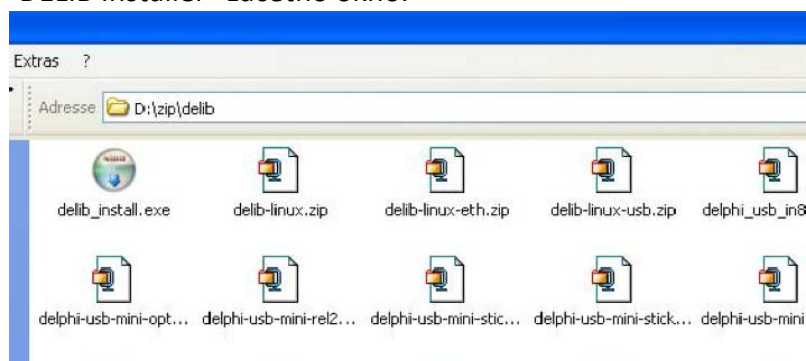 Extras ?
Adresse D:\zip\delib
delib_install.exe delib-linux.zip delib-linux-eth.zip delib-linux-usb.zip delphi_usb_in8
delphi-usb-mini-opt... delphi-usb-mini-rel2... delphi-usb-mini-stic... delphi-usb-mini-stick... delphi-usb-mini